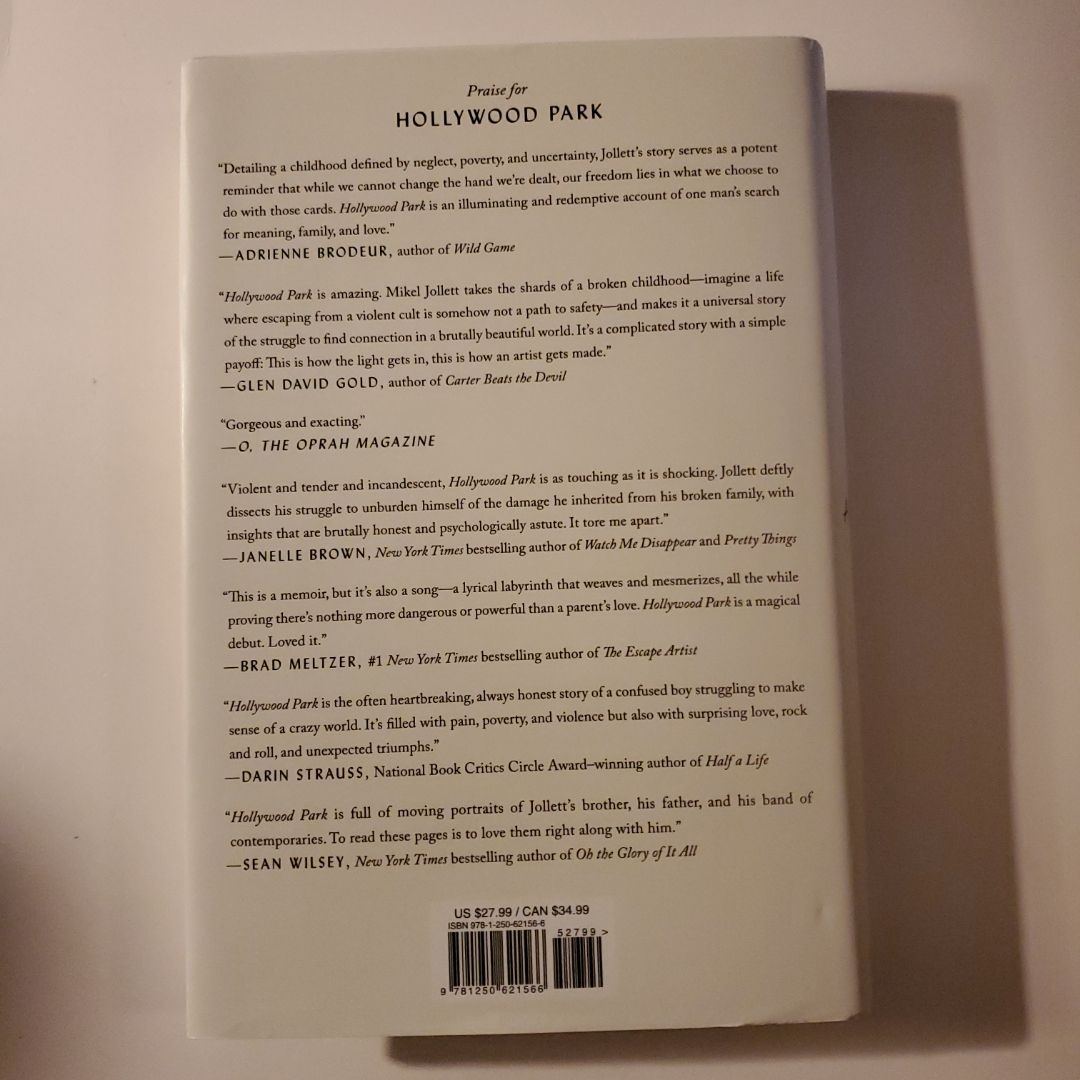 Praise for
HOLLYWOOD PARK
“Detailing a childhood defined by neglect, poverty, and uncertainty, Jollett’s story serves as a potent
reminder that while we cannot change the hand we’re dealt, our freedom lies in what we choose to
do with those cards. Hollywood Park is an illuminating and redemptive account of one man’s search
for meaning, family, and love.”
—ADRIENNE BRODEUR, author of Wild Game
“Hollywood Park is amazing. Mikel Jollett takes the shards of a broken childhood—imagine a life
where escaping from a violent cult is somehow not a path to safety—and makes it a universal story
of the struggle to find connection in a brutally beautiful world. It’s a complicated story with a simple
payoff: This is how the light gets in, this is how an artist gets made.”
—GLEN DAVID GOLD, author of Carter Beats the Devil
“Gorgeous and exacting.”
—O, THE OPRAH MAGAZINE
“Violent and tender and incandescent, Hollywood Park is as touching as it is shocking. Jollett deftly
dissects his struggle to unburden himself of the damage he inherited from his broken family, with
insights that are brutally honest and psychologically astute. It tore me apart.”
—JANELLE BROWN, New York Times bestselling author of Watch Me Disappear and Pretty Things
“This is a memoir, but it’s also a song—a lyrical labyrinth that weaves and mesmerizes, all the while
proving there’s nothing more dangerous or powerful than a parent’s love. Hollywood Park is a magical
debut. Loved it.”
—BRAD MELTZER, #1 New York Times bestselling author of The Escape Artist
“Hollywood Park is the often heartbreaking, always honest story of a confused boy struggling to make
sense of a crazy world. It’s filled with pain, poverty, and violence but also with surprising love, rock
and roll, and unexpected triumphs.”
—DARIN STRAUSS, National Book Critics Circle Award–winning author of Half a Life
“Hollywood Park is full of moving portraits of Jollett’s brother, his father, and his band of
contemporaries. To read these pages is to love them right along with him.”
—SEAN WILSEY, New York Times bestselling author of Oh the Glory of It All
US $27.99 / CAN $34.99
ISBN 978-1-250-62156-6
52799 >
9 781250 621566